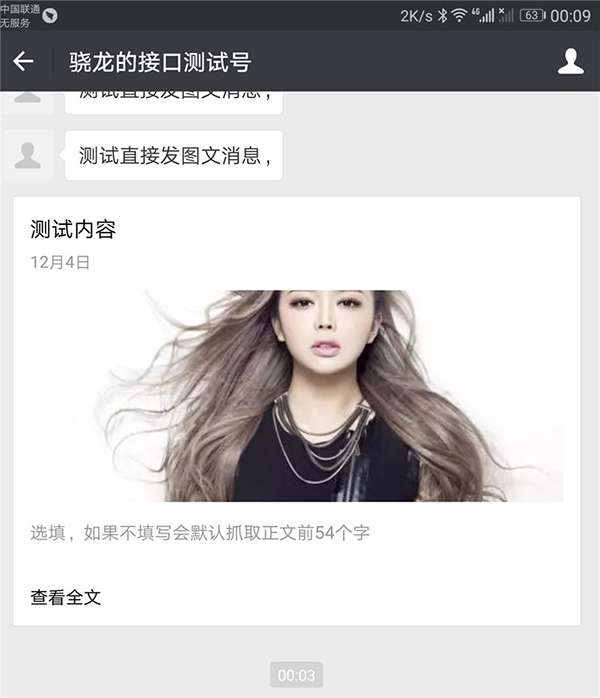 中国联通
无服务
2K/s 4G 63 00:09
骁龙的接口测试号
测试直接发图文消息，
测试直接发图文消息，
测试内容
12月4日
选填，如果不填写会默认抓取正文前54个字
查看全文
00:03